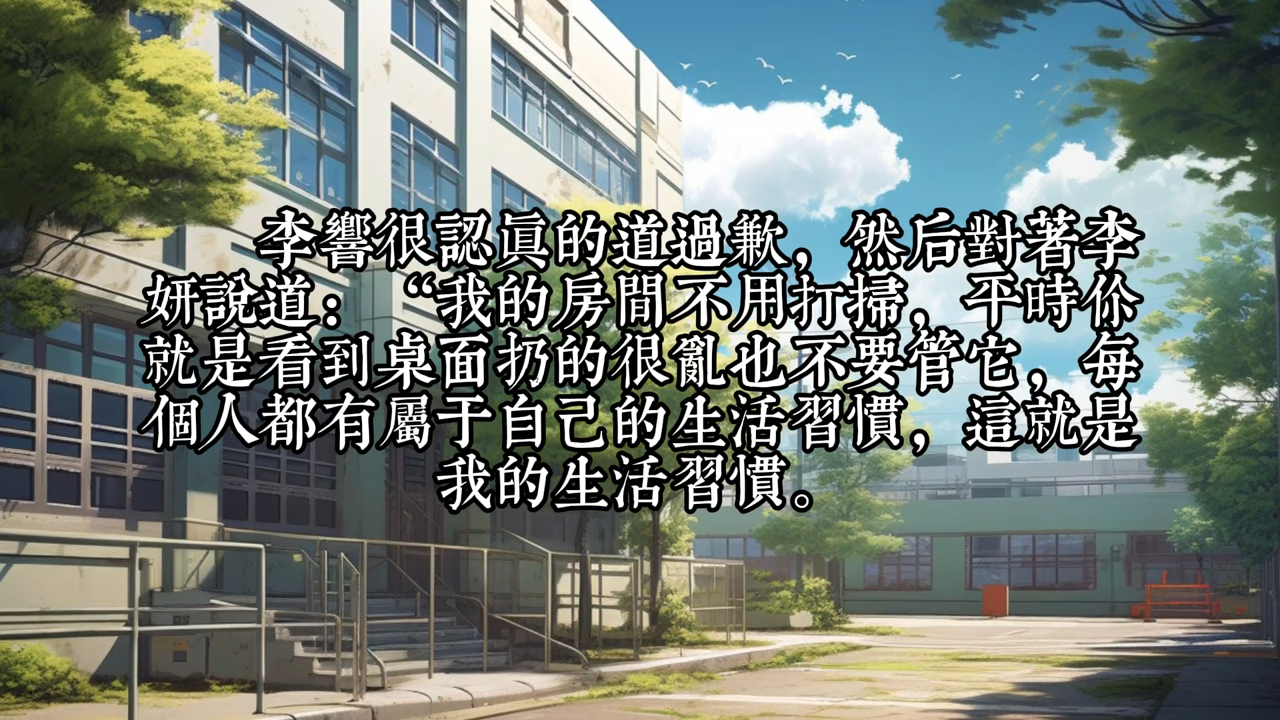 李響很認眞的道過歉，然后對著李
妍說道：“我的房間不用打掃，平時你
就是看到桌面扔的很亂也不要管它，每
個人都有屬于自己的生活習慣，這就是
我的生活習慣。